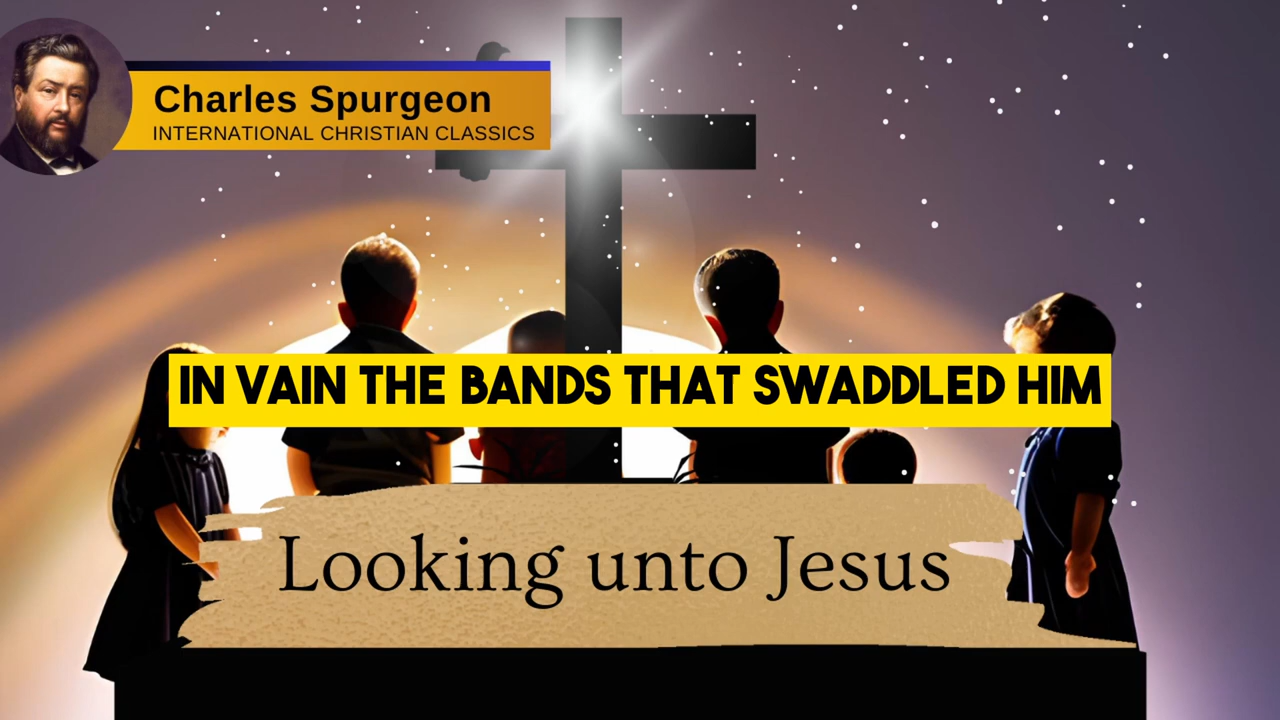 Charles Spurgeon
INTERNATIONAL CHRISTIAN CLASSICS
IN VAIN THE BANDS THAT SWADDLED HIM
Looking unto Jesus